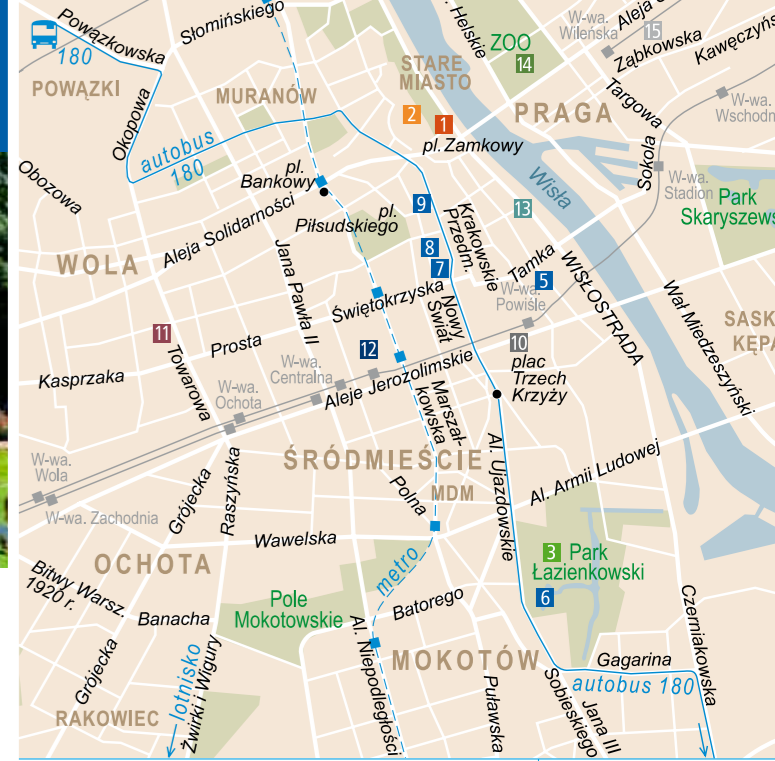 Słomińskiego
Helskie
W-wa.
Wileńska
Aleja S
15
Powązkowska
180
ZOO
14
Ząbkowska
Kawęczyńs
POWĄZKI
STARE
MIASTO
MURANÓW
Targowa
W-wa.
Wschodn
2
1
PRAGA
Okopowa
autobus
180
pl. Zamkowy
Sokola
Obozowa
pl.
Bankowy
Wisła
W-wa.
Stadion
Park
Skaryszews
9
13
Aleja Solidarności
pl.
Piłsudskiego
Krakowskie
Przedm.
8
7
WOLA
Jana Pawła II
Tamka
5
WISŁOSTRADA
W-wa.
Powiśle
Świętokrzyska
Nowy
Świat
Wał Miedzeszyński
SASK
KĘPA
11
Towarowa
Prosta
12
10
plac
Trzech
Krzyży
Kasprzaka
W-wa.
Centralna
W-wa.
Ochota
Aleje Jerozolimskie
Marszał-
kowska
W-wa.
Wola
ŚRÓDMIEŚCIE
Al. Ujazdowskie
Al. Armii Ludowej
Grójecka
Raszyńska
Polna
MDM
W-wa. Zachodnia
Wawelska
OCHOTA
metro
3
Park
Łazienkowski
6
Bitwy Warsz.
1920 r.
Banacha
Pole
Mokotowskie
Batorego
Czerniakowska
Al. Niepodległości
MOKOTÓW
Gagarina
autobus 180
Grójecka
lotnisko
Żwirki i Wigury
RAKOWIEC
Puławska
Jana III
Sobieskiego